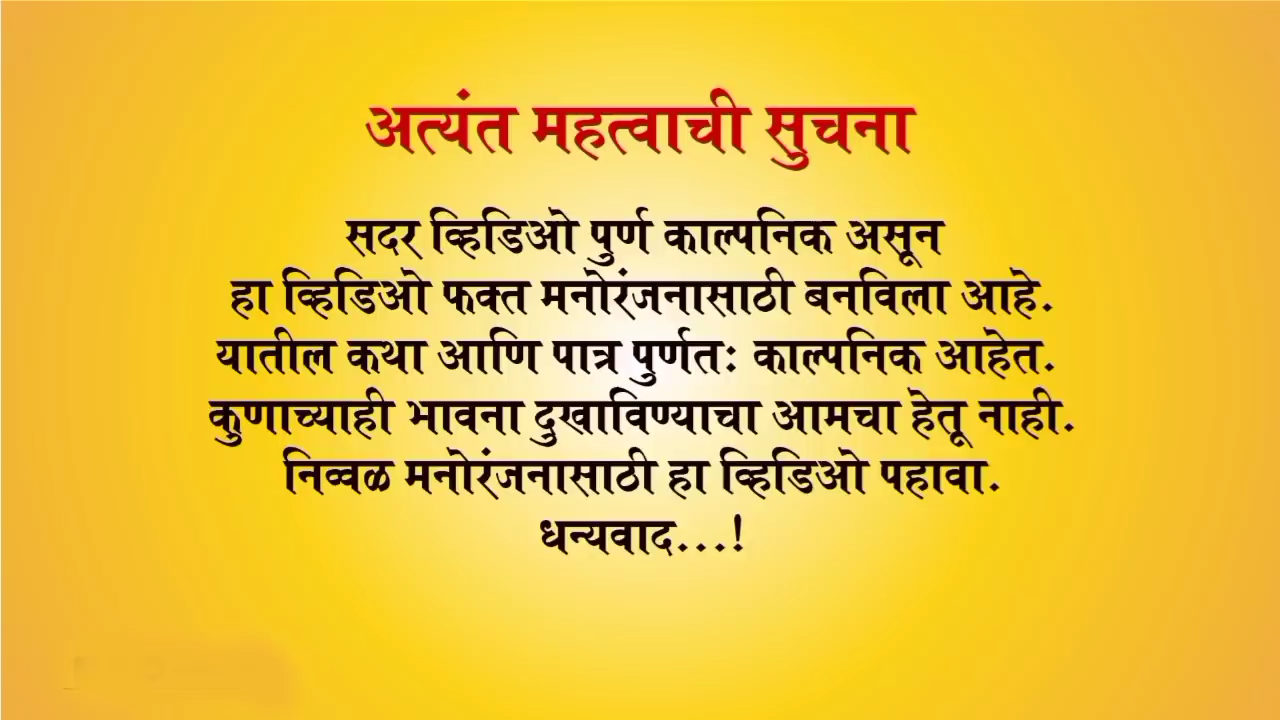 अत्यंत महत्वाची सुचना
सदर व्हिडिओ पुर्ण काल्पनिक असून
हा व्हिडिओ फक्त मनोरंजनासाठी बनविला आहे.
यातील कथा आणि पात्र पुर्णतः काल्पनिक आहेत.
कुणाच्याही भावना दुखाविण्याचा आमचा हेतू नाही.
निव्वळ मनोरंजनासाठी हा व्हिडिओ पहावा.
धन्यवाद...!